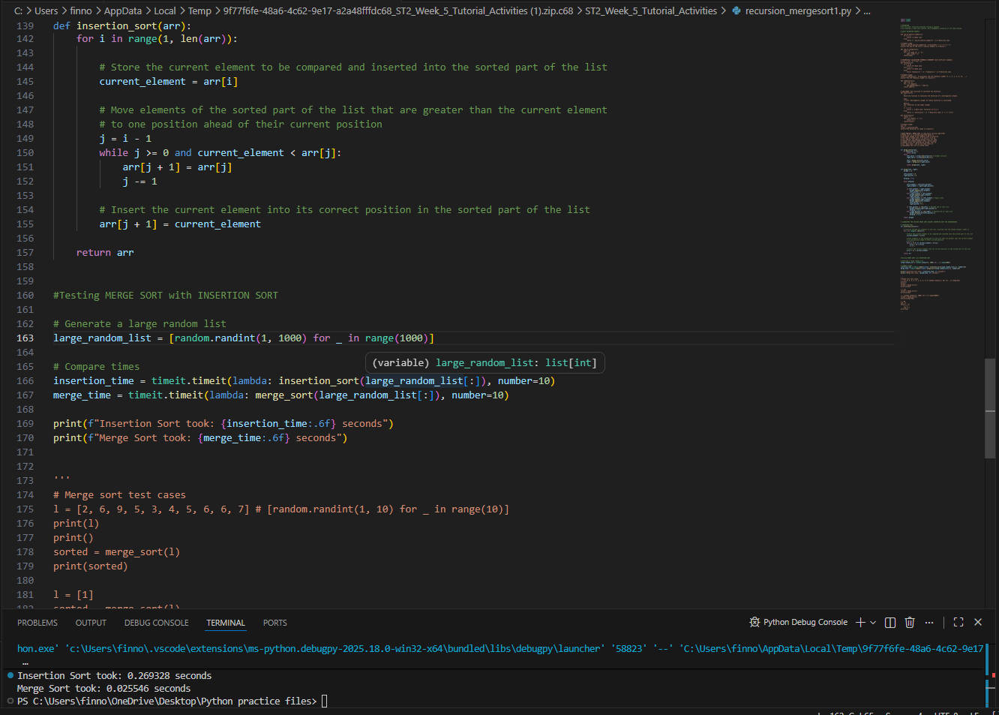 C: > Users > finno > AppData > Local > Temp > 9f77f6fe-48a6-4c62-9e17-a2a48fffdc68_ST2_Week_5_Tutorial_Activities (1).zip.c68 > ST2_Week_5_Tutorial_Activities > recursion_mergesort1.py > ...
139 def insertion_sort(arr):
142     for i in range(1, len(arr)):
143
144         # Store the current element to be compared and inserted into the sorted part of the list
145         current_element = arr[i]
146
147         # Move elements of the sorted part of the list that are greater than the current element
148         # to one position ahead of their current position
149         j = i - 1
150         while j >= 0 and current_element < arr[j]:
151             arr[j + 1] = arr[j]
152             j -= 1
153
154         # Insert the current element into its correct position in the sorted part of the list
155         arr[j + 1] = current_element
156
157     return arr
158
159
160 #Testing MERGE SORT with INSERTION SORT
161
162 # Generate a large random list
163 large_random_list = [random.randint(1, 1000) for _ in range(1000)]
164
(variable) large_random_list: list[int]
165 # Compare times
166 insertion_time = timeit.timeit(lambda: insertion_sort(large_random_list[:]), number=10)
167 merge_time = timeit.timeit(lambda: merge_sort(large_random_list[:]), number=10)
168
169 print(f"Insertion Sort took: {insertion_time:.6f} seconds")
170 print(f"Merge Sort took: {merge_time:.6f} seconds")
171
172
173 '''
174 # Merge sort test cases
175 l = [2, 6, 9, 5, 3, 4, 5, 6, 6, 7] # [random.randint(1, 10) for _ in range(10)]
176 print(l)
177 print()
178 sorted = merge_sort(l)
179 print(sorted)
180
181 l = [1]
182 sorted = merge_sort(l)
PROBLEMS OUTPUT DEBUG CONSOLE TERMINAL PORTS Python Debug Console
hon.exe' 'c:\Users\finno\.vscode\extensions\ms-python.debugpy-2025.18.0-win32-x64\bundled\libs\debugpy\launcher' '58823' '--' 'C:\Users\finno\AppData\Local\Temp\9f77f6fe-48a6-4c62-9e17
...
Insertion Sort took: 0.269328 seconds
Merge Sort took: 0.025546 seconds
PS C:\Users\finno\OneDrive\Desktop\Python practice files>